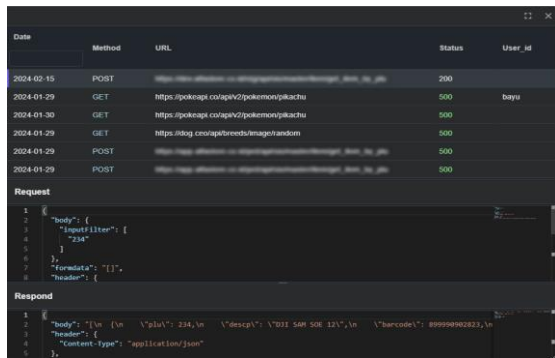 Date
Method URL Status User_id
2024-02-15 POST 200
2024-01-29 GET https://pokeapi.co/api/v2/pokemon/pikachu 500 bayu
2024-01-30 GET https://pokeapi.co/api/v2/pokemon/pikachu 500
2024-01-29 GET https://dog.ceo/api/breeds/image/random 500
2024-01-29 POST 500
2024-01-29 POST 500
Request
1 {
2 "body": {
3 "inputFilter": [
4 "234"
5 ]
6 },
7 "formdata": "[]",
8 "header": {
Respond
1 {
2 "body": "[\n {\n \"plu\": 234,\n \"descp\": \"DJI SAM SOE 12\",\n \"barcode\": 899990902823,\n
3 "header": {
4 "Content-Type": "application/json"
5 },